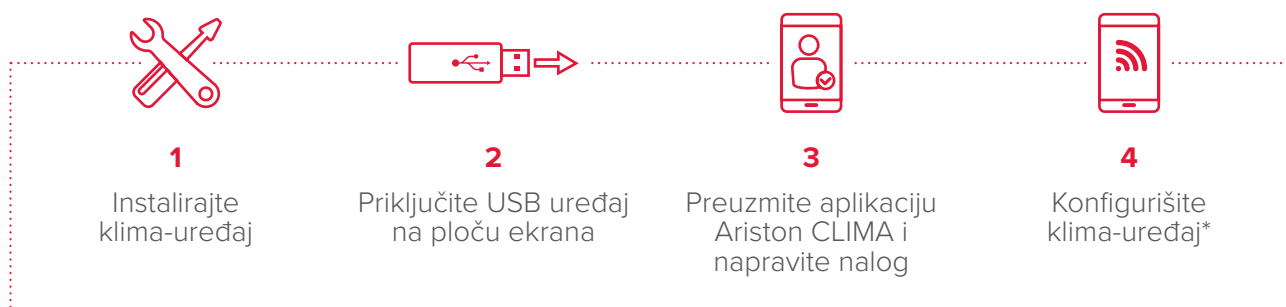 1
Instalirajte
klima-uređaj
2
Priključite USB uređaj
na ploču ekrana
3
Preuzmite aplikaciju
Ariston CLIMA i
napravite nalog
4
Konfigurišite
klima-uređaj*